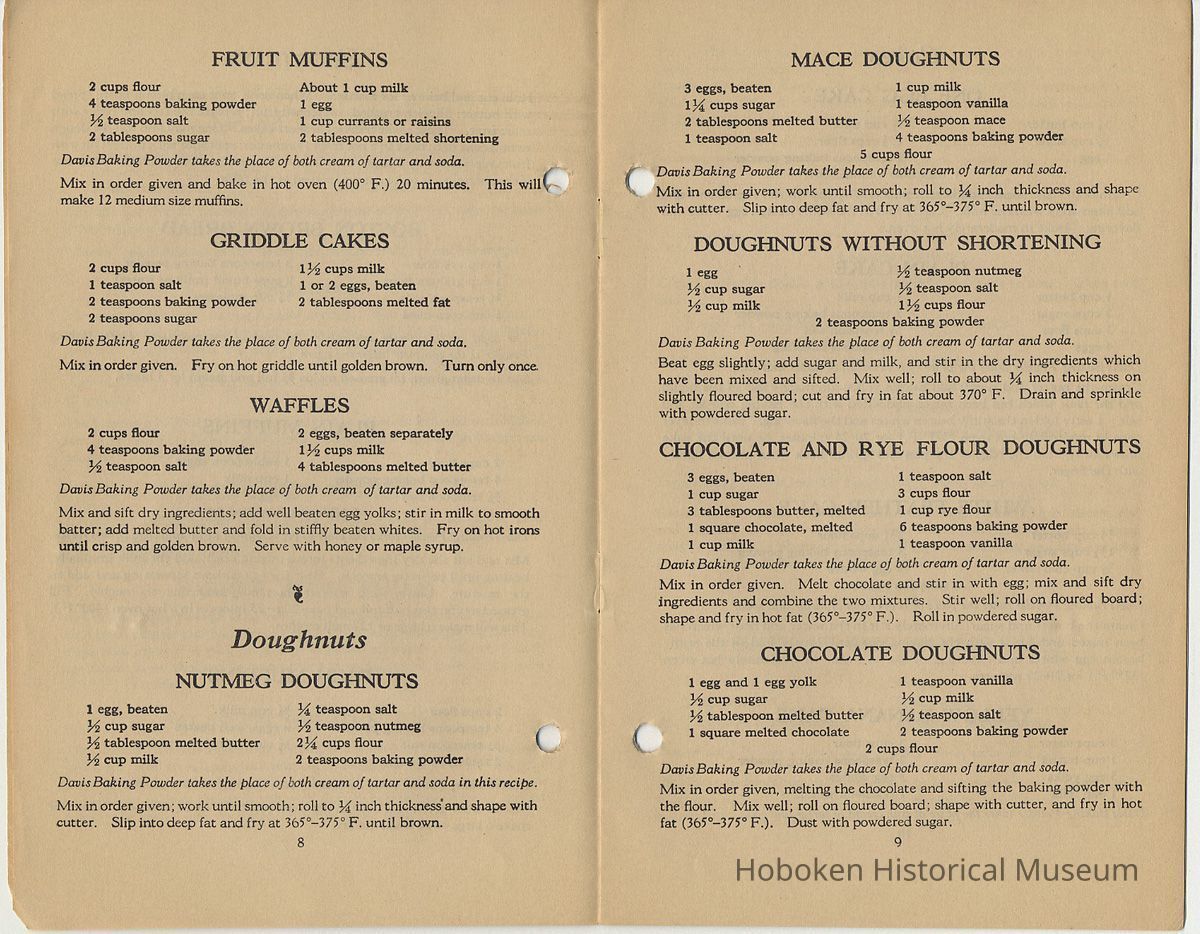 FRUIT MUFFINS
2 cups flour About 1 cup milk
4 teaspoons baking powder 1 egg
½ teaspoon salt 1 cup currants or raisins
2 tablespoons sugar 2 tablespoons melted shortening
Davis Baking Powder takes the place of both cream of tartar and soda.
Mix in order given and bake in hot oven (400° F.) 20 minutes. This will
make 12 medium size muffins.
GRIDDLE CAKES
2 cups flour 1½ cups milk
1 teaspoon salt 1 or 2 eggs, beaten
2 teaspoons baking powder 2 tablespoons melted fat
2 teaspoons sugar
Davis Baking Powder takes the place of both cream of tartar and soda.
Mix in order given. Fry on hot griddle until golden brown. Turn only once.
WAFFLES
2 cups flour 2 eggs, beaten separately
4 teaspoons baking powder 1½ cups milk
½ teaspoon salt 4 tablespoons melted butter
Davis Baking Powder takes the place of both cream of tartar and soda.
Mix and sift dry ingredients; add well beaten egg yolks; stir in milk to smooth
batter; add melted butter and fold in stiffly beaten whites. Fry on hot irons
until crisp and golden brown. Serve with honey or maple syrup.
Doughnuts
NUTMEG DOUGHNUTS
1 egg, beaten ¼ teaspoon salt
½ cup sugar ½ teaspoon nutmeg
½ tablespoon melted butter 2¼ cups flour
½ cup milk 2 teaspoons baking powder
Davis Baking Powder takes the place of both cream of tartar and soda in this recipe.
Mix in order given; work until smooth; roll to ¼ inch thickness and shape with
cutter. Slip into deep fat and fry at 365°–375° F. until brown.
8
MACE DOUGHNUTS
3 eggs, beaten 1 cup milk
1¼ cups sugar 1 teaspoon vanilla
2 tablespoons melted butter ½ teaspoon mace
1 teaspoon salt 4 teaspoons baking powder
5 cups flour
Davis Baking Powder takes the place of both cream of tartar and soda.
Mix in order given; work until smooth; roll to ¼ inch thickness and shape
with cutter. Slip into deep fat and fry at 365°–375° F. until brown.
DOUGHNUTS WITHOUT SHORTENING
1 egg ½ teaspoon nutmeg
½ cup sugar ½ teaspoon salt
½ cup milk 1½ cups flour
2 teaspoons baking powder
Davis Baking Powder takes the place of both cream of tartar and soda.
Beat egg slightly; add sugar and milk, and stir in the dry ingredients which
have been mixed and sifted. Mix well; roll to about ¼ inch thickness on
slightly floured board; cut and fry in fat about 370° F. Drain and sprinkle
with powdered sugar.
CHOCOLATE AND RYE FLOUR DOUGHNUTS
3 eggs, beaten 1 teaspoon salt
1 cup sugar 3 cups flour
3 tablespoons butter, melted 1 cup rye flour
1 square chocolate, melted 6 teaspoons baking powder
1 cup milk 1 teaspoon vanilla
Davis Baking Powder takes the place of both cream of tartar and soda.
Mix in order given. Melt chocolate and stir in with egg; mix and sift dry
ingredients and combine the two mixtures. Stir well; roll on floured board;
shape and fry in hot fat (365°–375° F.). Roll in powdered sugar.
CHOCOLATE DOUGHNUTS
1 egg and 1 egg yolk 1 teaspoon vanilla
½ cup sugar ½ cup milk
½ tablespoon melted butter ½ teaspoon salt
1 square melted chocolate 2 teaspoons baking powder
2 cups flour
Davis Baking Powder takes the place of both cream of tartar and soda.
Mix in order given, melting the chocolate and sifting the baking powder with
the flour. Mix well; roll on floured board; shape with cutter, and fry in hot
fat (365°–375° F.). Dust with powdered sugar.
9
Hoboken Historical Museum